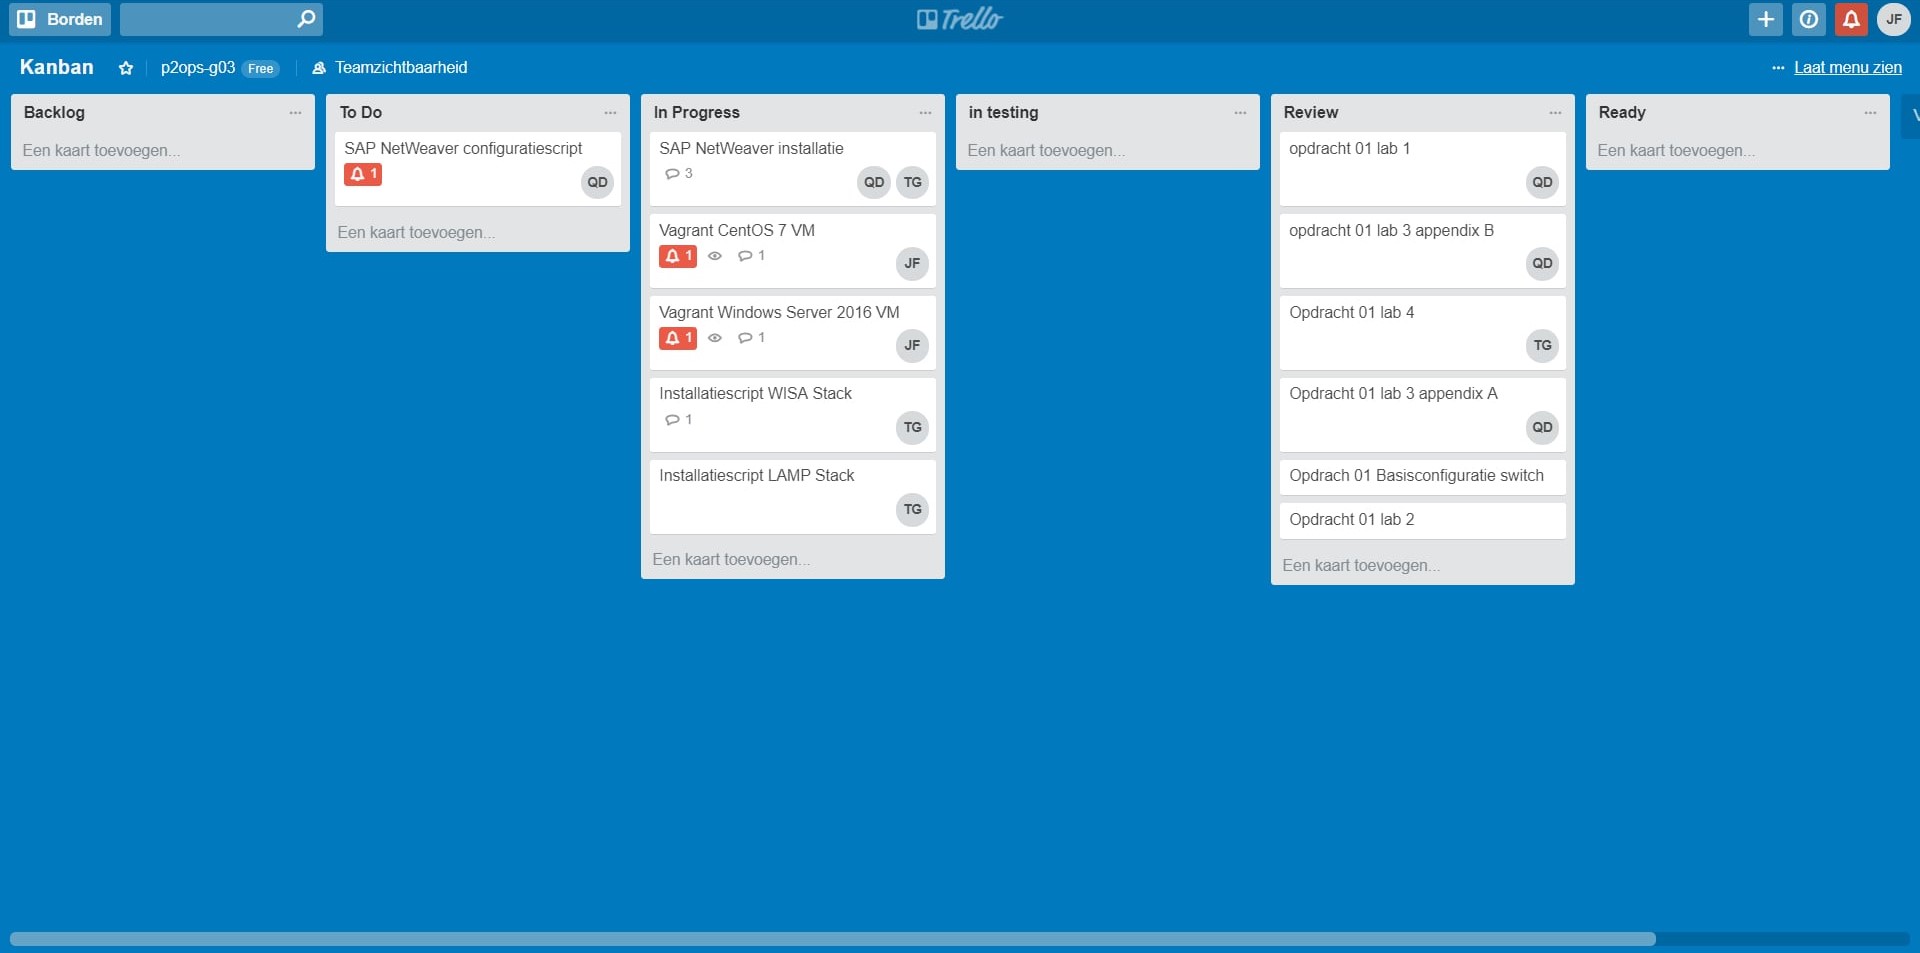 Borden
Trello
JF
Kanban
p2ops-g03 Free
Teamzichtbaarheid
... Laat menu zien
Backlog ...
Een kaart toevoegen...
To Do ...
SAP NetWeaver configuratiescript
1
QD
Een kaart toevoegen...
In Progress ...
SAP NetWeaver installatie
3
QD TG
Vagrant CentOS 7 VM
1 1
JF
Vagrant Windows Server 2016 VM
1 1
JF
Installatiescript WISA Stack
1
TG
Installatiescript LAMP Stack
TG
Een kaart toevoegen...
in testing ...
Een kaart toevoegen...
Review ...
opdracht 01 lab 1
QD
opdracht 01 lab 3 appendix B
QD
Opdracht 01 lab 4
TG
Opdracht 01 lab 3 appendix A
QD
Opdrach 01 Basisconfiguratie switch
Opdracht 01 lab 2
Een kaart toevoegen...
Ready ...
Een kaart toevoegen...